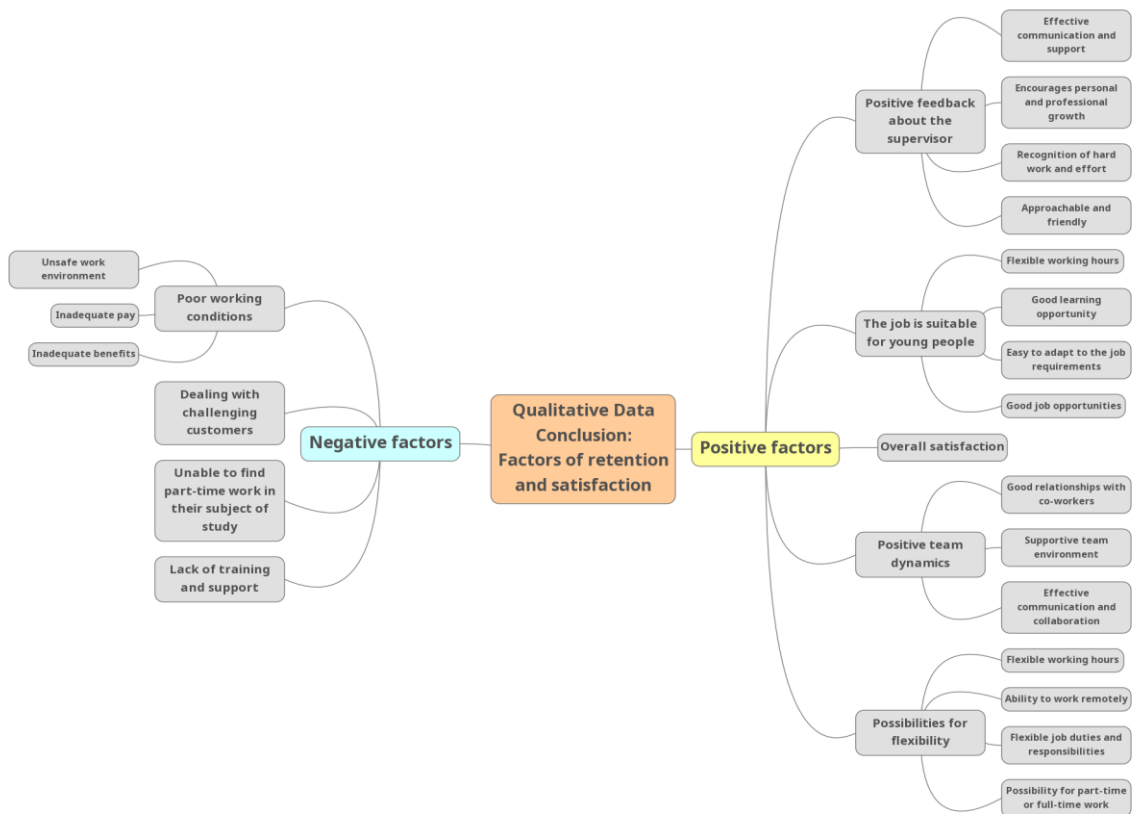 Qualitative Data
Conclusion:
Factors of retention
and satisfaction
Negative factors
Poor working
conditions
Unsafe work
environment
Inadequate pay
Inadequate benefits
Dealing with
challenging
customers
Unable to find
part-time work in
their subject of
study
Lack of training
and support
Positive factors
Positive feedback
about the
supervisor
Effective
communication and
support
Encourages personal
and professional
growth
Recognition of hard
work and effort
Approachable and
friendly
The job is suitable
for young people
Flexible working hours
Good learning
opportunity
Easy to adapt to the job
requirements
Good job opportunities
Overall satisfaction
Positive team
dynamics
Good relationships with
co-workers
Supportive team
environment
Effective
communication and
collaboration
Possibilities for
flexibility
Flexible working hours
Ability to work remotely
Flexible job duties and
responsibilities
Possibility for part-time
or full-time work